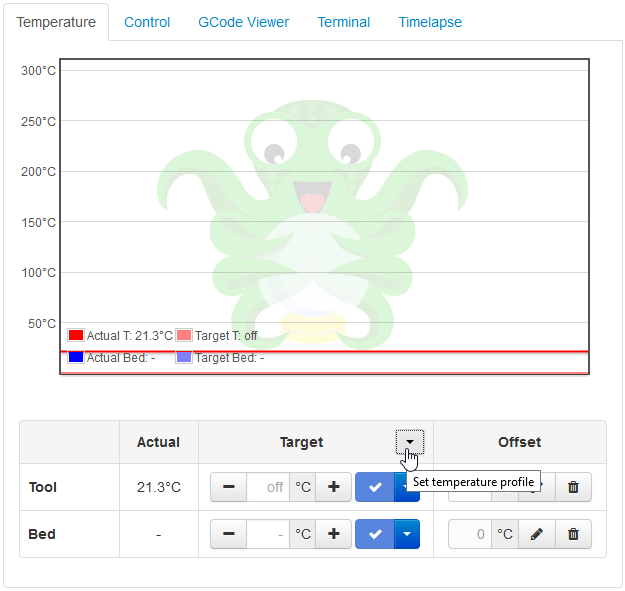 Temperature Control GCode Viewer Terminal Timelapse
300°C
250°C
200°C
150°C
100°C
50°C
Actual T: 21.3°C Target T: off
Actual Bed: - Target Bed: -
Actual Target Offset
Tool 21.3°C off °C
Set temperature profile
Bed - - °C 0 °C